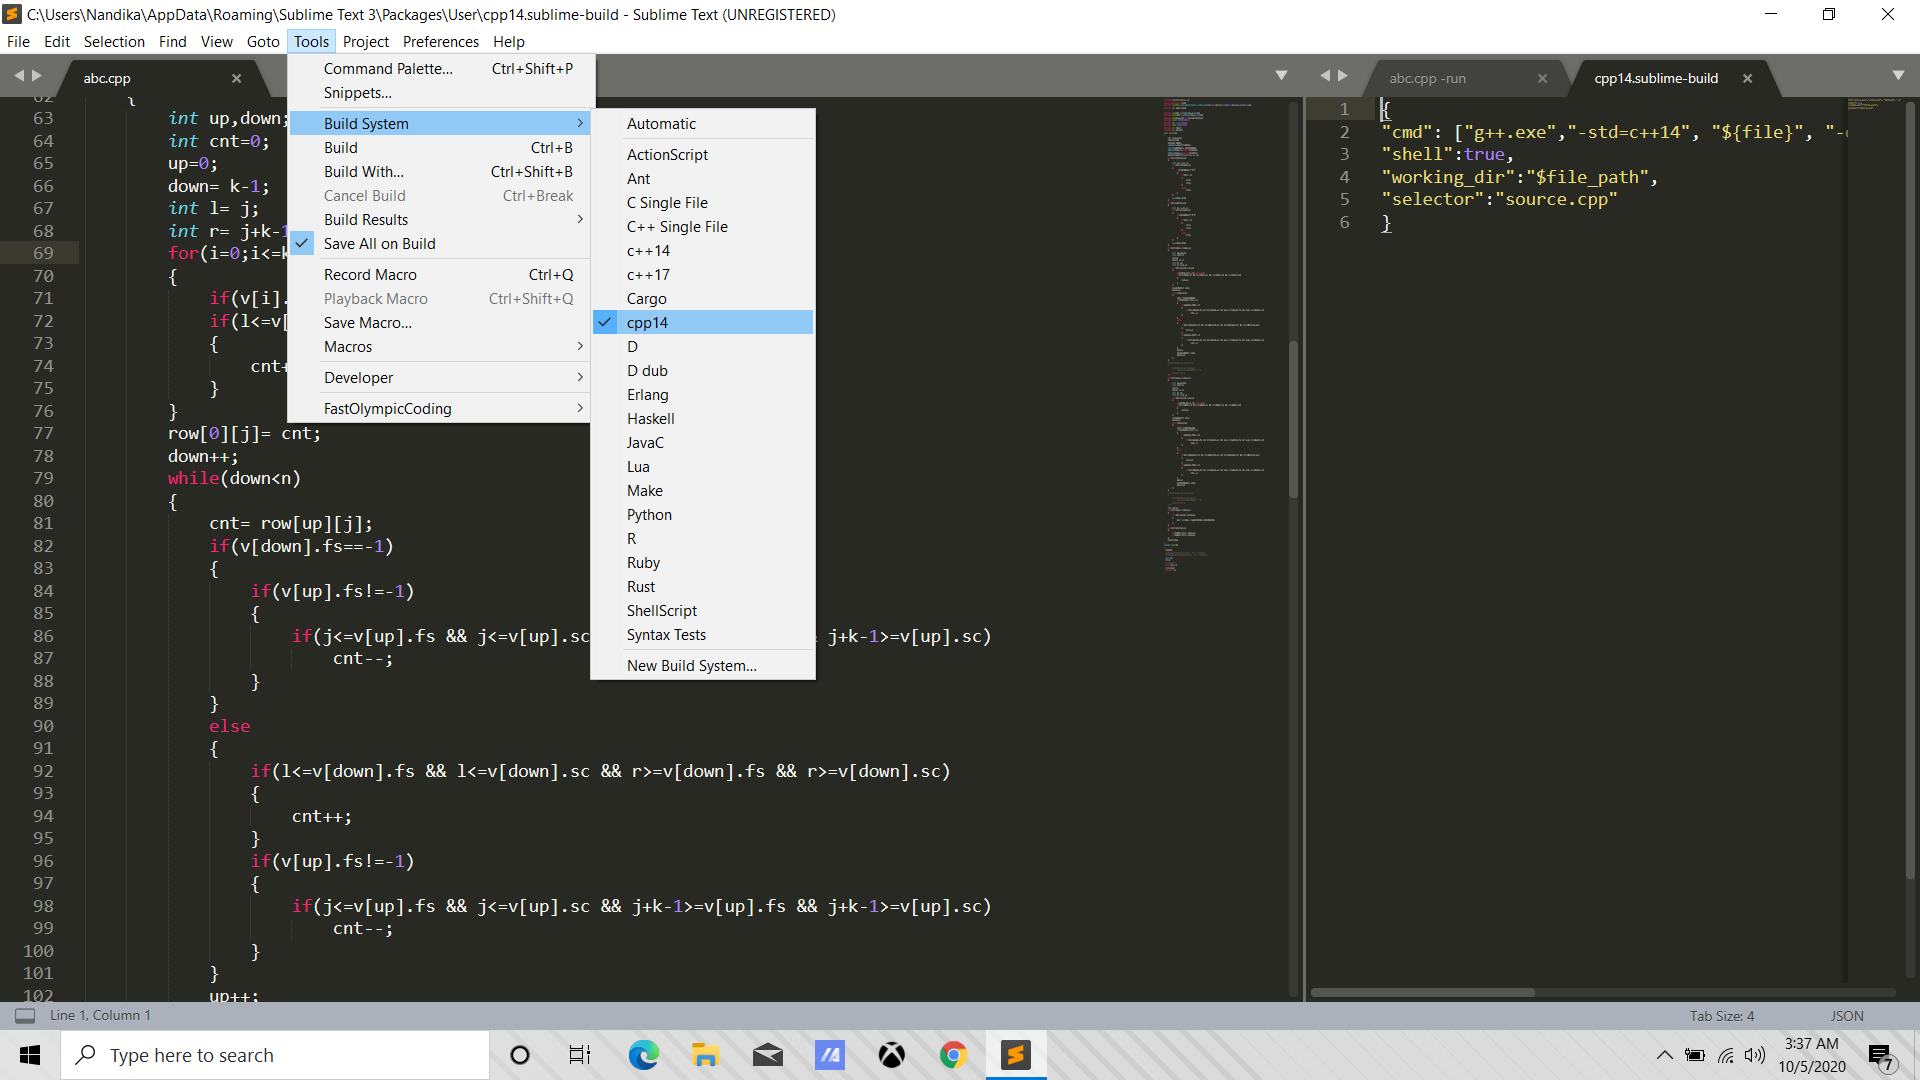 C:\Users\Nandika\AppData\Roaming\Sublime Text 3\Packages\User\cpp14.sublime-build - Sublime Text (UNREGISTERED)
File Edit Selection Find View Goto Tools Project Preferences Help
abc.cpp
abc.cpp -run
cpp14.sublime-build
Command Palette... Ctrl+Shift+P
Snippets...
Build System
Build Ctrl+B
Build With... Ctrl+Shift+B
Cancel Build Ctrl+Break
Build Results
Save All on Build
Record Macro Ctrl+Q
Playback Macro Ctrl+Shift+Q
Save Macro...
Macros
Developer
FastOlympicCoding
Automatic
ActionScript
Ant
C Single File
C++ Single File
c++14
c++17
Cargo
cpp14
D
D dub
Erlang
Haskell
JavaC
Lua
Make
Python
R
Ruby
Rust
ShellScript
Syntax Tests
New Build System...
62 {
63 int up,down;
64 int cnt=0;
65 up=0;
66 down= k-1;
67 int l= j;
68 int r= j+k-1
69 for(i=0;i<=k
70 {
71 if(v[i].
72 if(l<=v[
73 {
74 cnt+
75 }
76 }
77 row[0][j]= cnt;
78 down++;
79 while(down<n)
80 {
81 cnt= row[up][j];
82 if(v[down].fs==-1)
83 {
84 if(v[up].fs!=-1)
85 {
86 if(j<=v[up].fs && j<=v[up].sc j+k-1>=v[up].sc)
87 cnt--;
88 }
89 }
90 else
91 {
92 if(l<=v[down].fs && l<=v[down].sc && r>=v[down].fs && r>=v[down].sc)
93 {
94 cnt++;
95 }
96 if(v[up].fs!=-1)
97 {
98 if(j<=v[up].fs && j<=v[up].sc && j+k-1>=v[up].fs && j+k-1>=v[up].sc)
99 cnt--;
100 }
101 }
102 up++;
1 {
2 "cmd": ["g++.exe","-std=c++14", "${file}", "-
3 "shell":true,
4 "working_dir":"$file_path",
5 "selector":"source.cpp"
6 }
Line 1, Column 1
Tab Size: 4
JSON
Type here to search
3:37 AM
10/5/2020
7